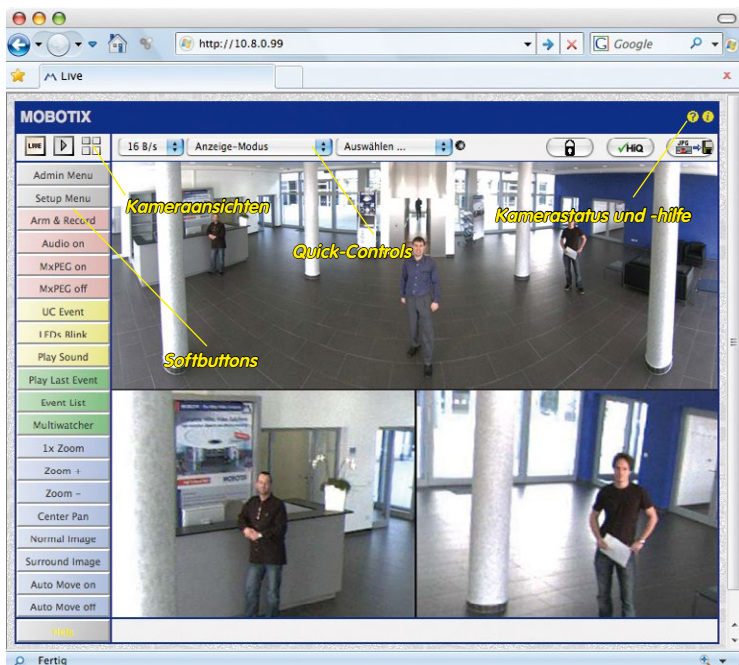 http://10.8.0.99
Google
Live
MOBOTIX
LIVE
16 B/s
Anzeige-Modus
Auswählen ...
HiQ
JPG
Admin Menu
Setup Menu
Arm & Record
Audio on
MxPEG on
MxPEG off
UC Event
LEDs Blink
Play Sound
Play Last Event
Event List
Multiwatcher
1x Zoom
Zoom +
Zoom –
Center Pan
Normal Image
Surround Image
Auto Move on
Auto Move off
Help
Kameraansichten
Quick-Controls
Kamerastatus und -hilfe
Softbuttons
MOBOTIX
Fertig